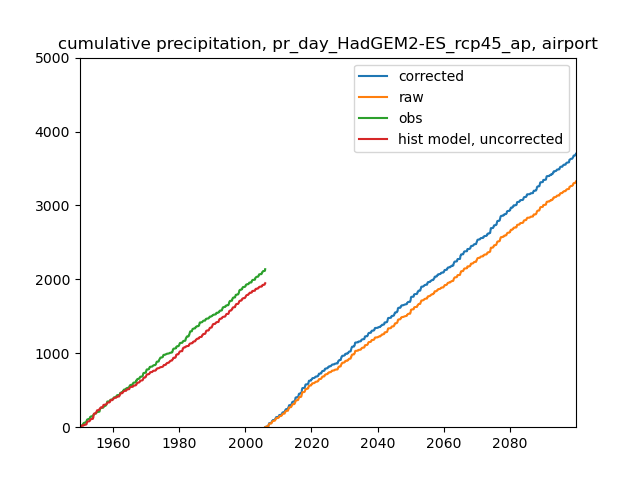 cumulative precipitation, pr_day_HadGEM2-ES_rcp45_ap, airport
5000
4000
3000
2000
1000
0
corrected
raw
obs
hist model, uncorrected
1960 1980 2000 2020 2040 2060 2080